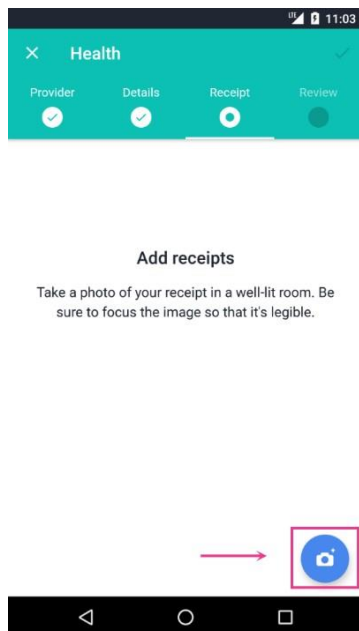 LTE 11:03
Health
Provider Details Receipt Review
Add receipts
Take a photo of your receipt in a well-lit room. Be
sure to focus the image so that it's legible.